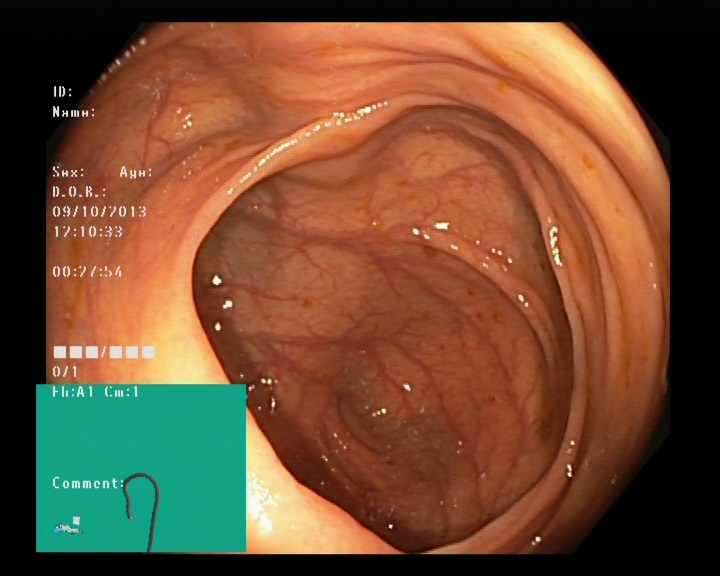 ID:
Name:
Sex: Age:
D.O.B.:
09/10/2013
12:10:33
00:27:54
/
0/1
Eh:A1 Cm:1
Comment: